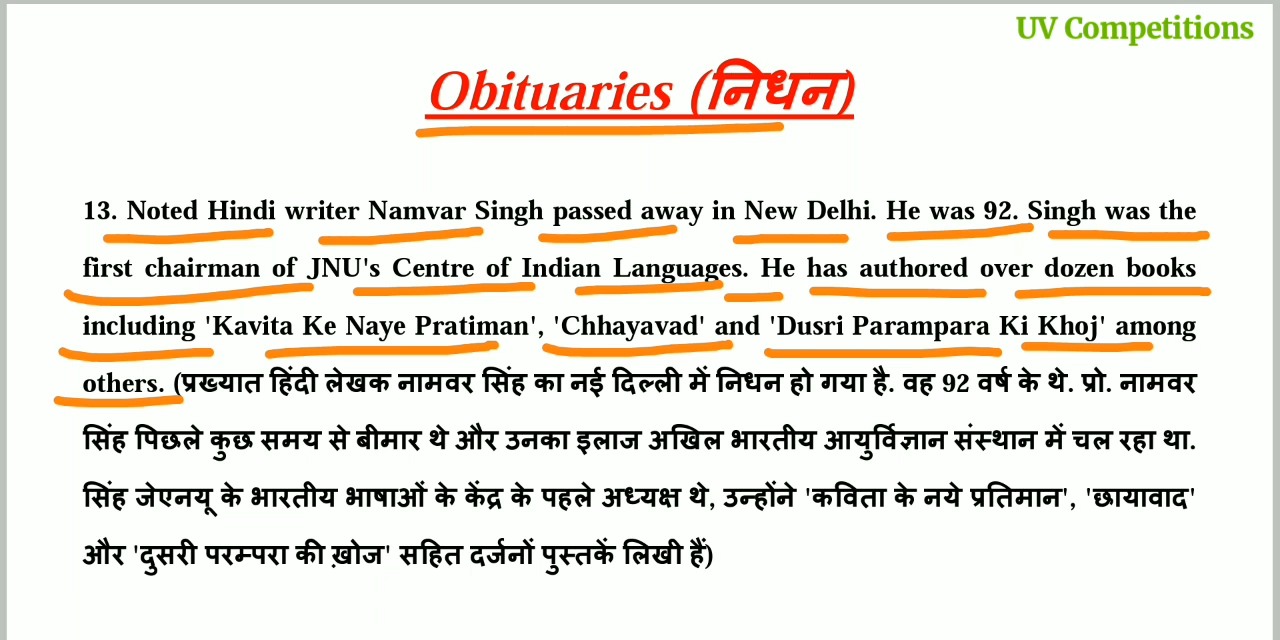 UV Competitions
Obituaries (निधन)
13. Noted Hindi writer Namvar Singh passed away in New Delhi. He was 92. Singh was the
first chairman of JNU's Centre of Indian Languages. He has authored over dozen books
including 'Kavita Ke Naye Pratiman', 'Chhayavad' and 'Dusri Parampara Ki Khoj' among
others. (प्रख्यात हिंदी लेखक नामवर सिंह का नई दिल्ली में निधन हो गया है. वह 92 वर्ष के थे. प्रो. नामवर
सिंह पिछले कुछ समय से बीमार थे और उनका इलाज अखिल भारतीय आयुर्विज्ञान संस्थान में चल रहा था.
सिंह जेएनयू के भारतीय भाषाओं के केंद्र के पहले अध्यक्ष थे, उन्होंने 'कविता के नये प्रतिमान', 'छायावाद'
और 'दुसरी परम्परा की ख़ोज' सहित दर्जनों पुस्तकें लिखी हैं)